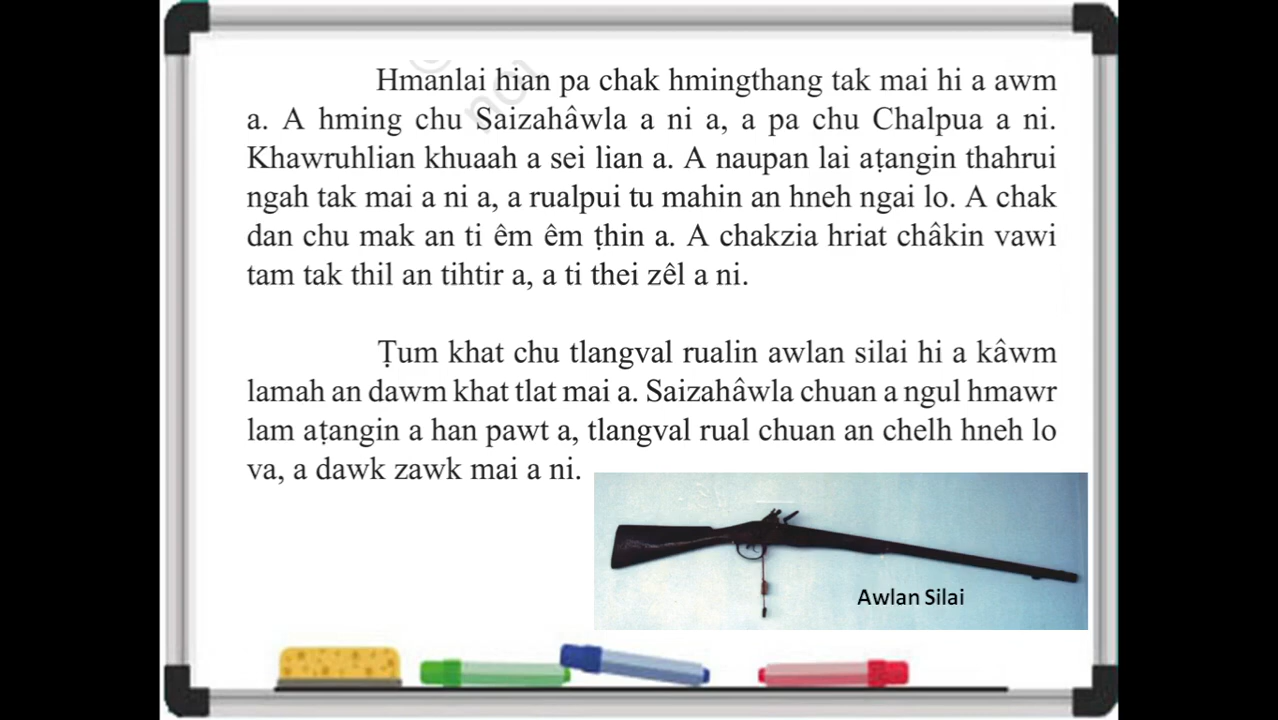 Hmanlai hian pa chak hmingthang tak mai hi a awm
a. A hming chu Saizahâwla a ni a, a pa chu Chalpua a ni.
Khawruhlian khuaah a sei lian a. A naupan lai aṭangin thahrui
ngah tak mai a ni a, a rualpui tu mahin an hneh ngai lo. A chak
dan chu mak an ti êm êm ṭhin a. A chakzia hriat châkin vawi
tam tak thil an tihtir a, a ti thei zêl a ni.
Ṭum khat chu tlangval rualin awlan silai hi a kâwm
lamah an dawm khat tlat mai a. Saizahâwla chuan a ngul hmawr
lam aṭangin a han pawt a, tlangval rual chuan an chelh hneh lo
va, a dawk zawk mai a ni.
Awlan Silai